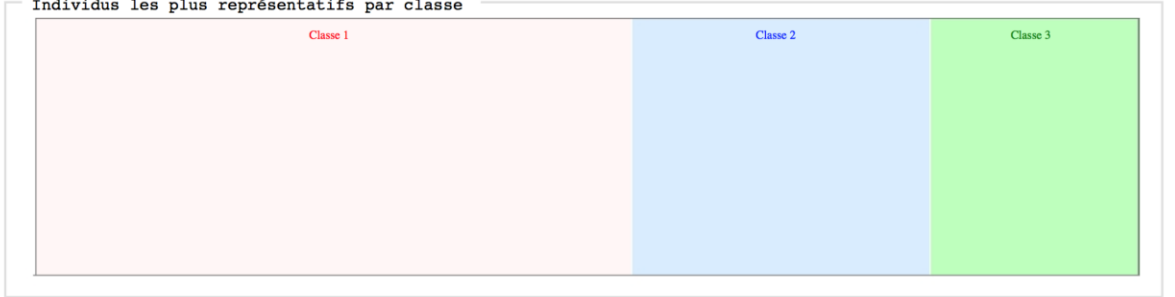 Individus les plus représentatifs par classe
Classe 1
Classe 2
Classe 3